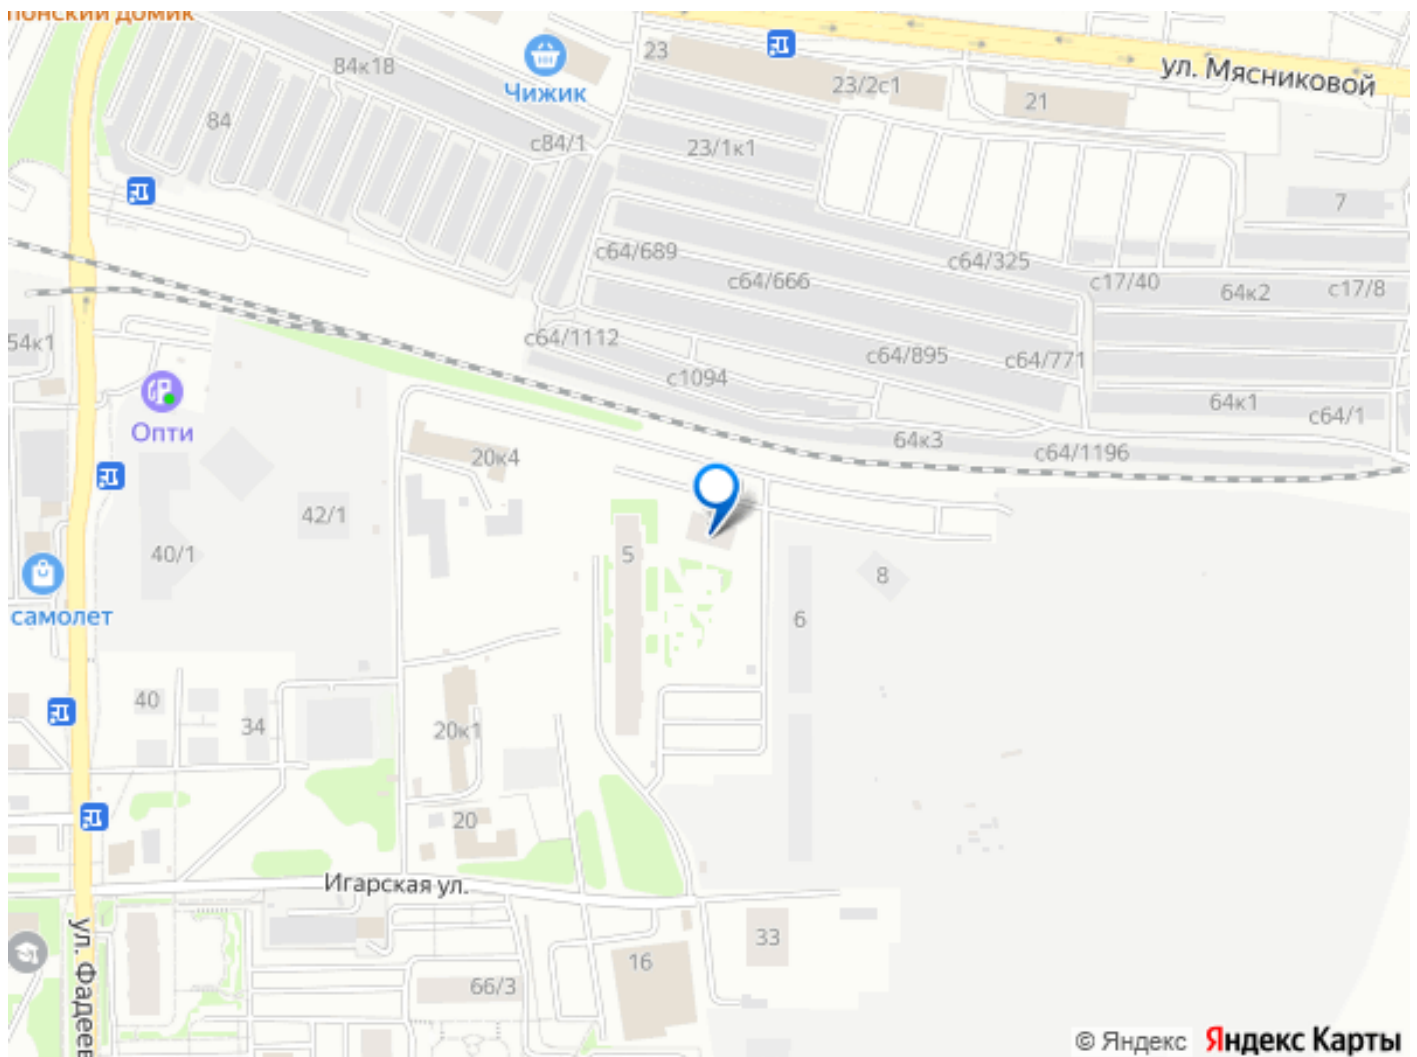 понский домик
84к18
Чижик
23
23/2с1
ул. Мясниковой
21
84
с84/1
23/1к1
7
с64/689
с64/666
с64/325
с17/40
64к2
с17/8
54к1
с64/1112
с1094
с64/895
с64/771
64к1
с64/1
Опти
20к4
64к3
с64/1196
42/1
40/1
5
8
6
самолет
40
34
20к1
20
Игарская ул.
ул. Фадеев
33
16
66/3
© Яндекс Яндекс Карты